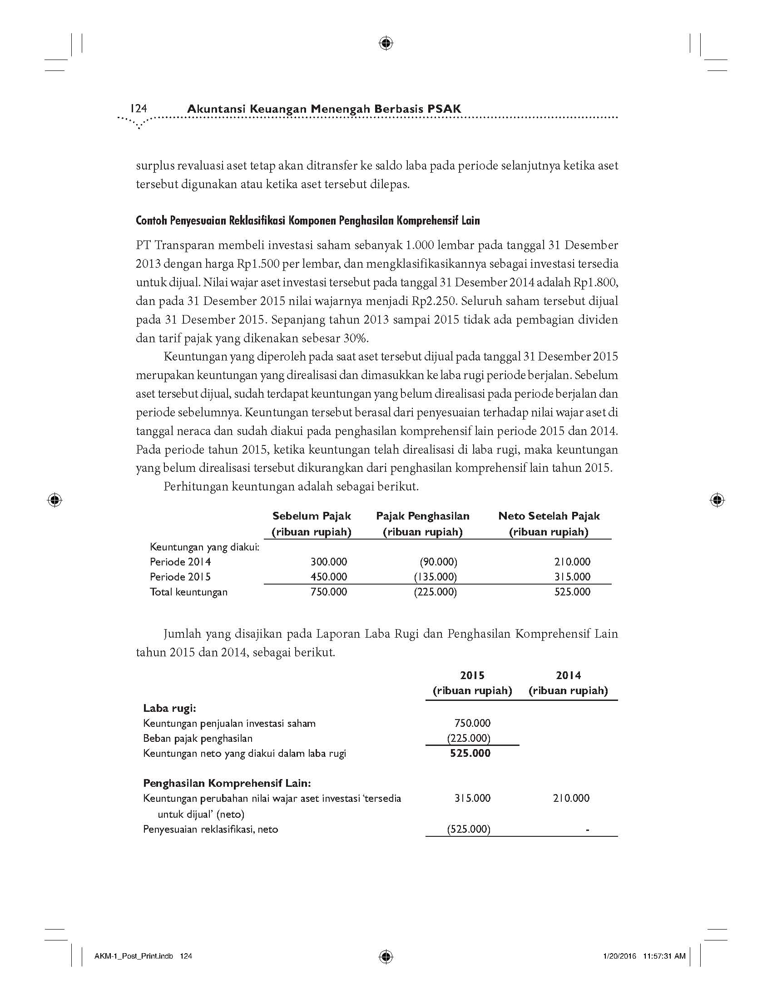 124 Akuntansi Keuangan Menengah Berbasis PSAK
surplus revaluasi aset tetap akan ditransfer ke saldo laba pada periode selanjutnya ketika aset
tersebut digunakan atau ketika aset tersebut dilepas.
Contoh Penyesuaian Reklasifikasi Komponen Penghasilan Komprehensif Lain
PT Transparan membeli investasi saham sebanyak 1.000 lembar pada tanggal 31 Desember
2013 dengan harga Rp1.500 per lembar, dan mengklasifikasikannya sebagai investasi tersedia
untuk dijual. Nilai wajar aset investasi tersebut pada tanggal 31 Desember 2014 adalah Rp1.800,
dan pada 31 Desember 2015 nilai wajarnya menjadi Rp2.250. Seluruh saham tersebut dijual
pada 31 Desember 2015. Sepanjang tahun 2013 sampai 2015 tidak ada pembagian dividen
dan tarif pajak yang dikenakan sebesar 30%.
Keuntungan yang diperoleh pada saat aset tersebut dijual pada tanggal 31 Desember 2015
merupakan keuntungan yang direalisasi dan dimasukkan ke laba rugi periode berjalan. Sebelum
aset tersebut dijual, sudah terdapat keuntungan yang belum direalisasi pada periode berjalan dan
periode sebelumnya. Keuntungan tersebut berasal dari penyesuaian terhadap nilai wajar aset di
tanggal neraca dan sudah diakui pada penghasilan komprehensif lain periode 2015 dan 2014.
Pada periode tahun 2015, ketika keuntungan telah direalisasi di laba rugi, maka keuntungan
yang belum direalisasi tersebut dikurangkan dari penghasilan komprehensif lain tahun 2015.
Perhitungan keuntungan adalah sebagai berikut.
Sebelum Pajak Pajak Penghasilan Neto Setelah Pajak
(ribuan rupiah) (ribuan rupiah) (ribuan rupiah)
Keuntungan yang diakui:
Periode 2014 300.000 (90.000) 210.000
Periode 2015 450.000 (135.000) 315.000
Total keuntungan 750.000 (225.000) 525.000
Jumlah yang disajikan pada Laporan Laba Rugi dan Penghasilan Komprehensif Lain
tahun 2015 dan 2014, sebagai berikut.
2015 2014
(ribuan rupiah) (ribuan rupiah)
Laba rugi:
Keuntungan penjualan investasi saham 750.000
Beban pajak penghasilan (225.000)
Keuntungan neto yang diakui dalam laba rugi 525.000
Penghasilan Komprehensif Lain:
Keuntungan perubahan nilai wajar aset investasi ‘tersedia 315.000 210.000
untuk dijual’ (neto)
Penyesuaian reklasifikasi, neto (525.000) -
AKM-1_Post_Print.indb 124 1/20/2016 11:57:31 AM